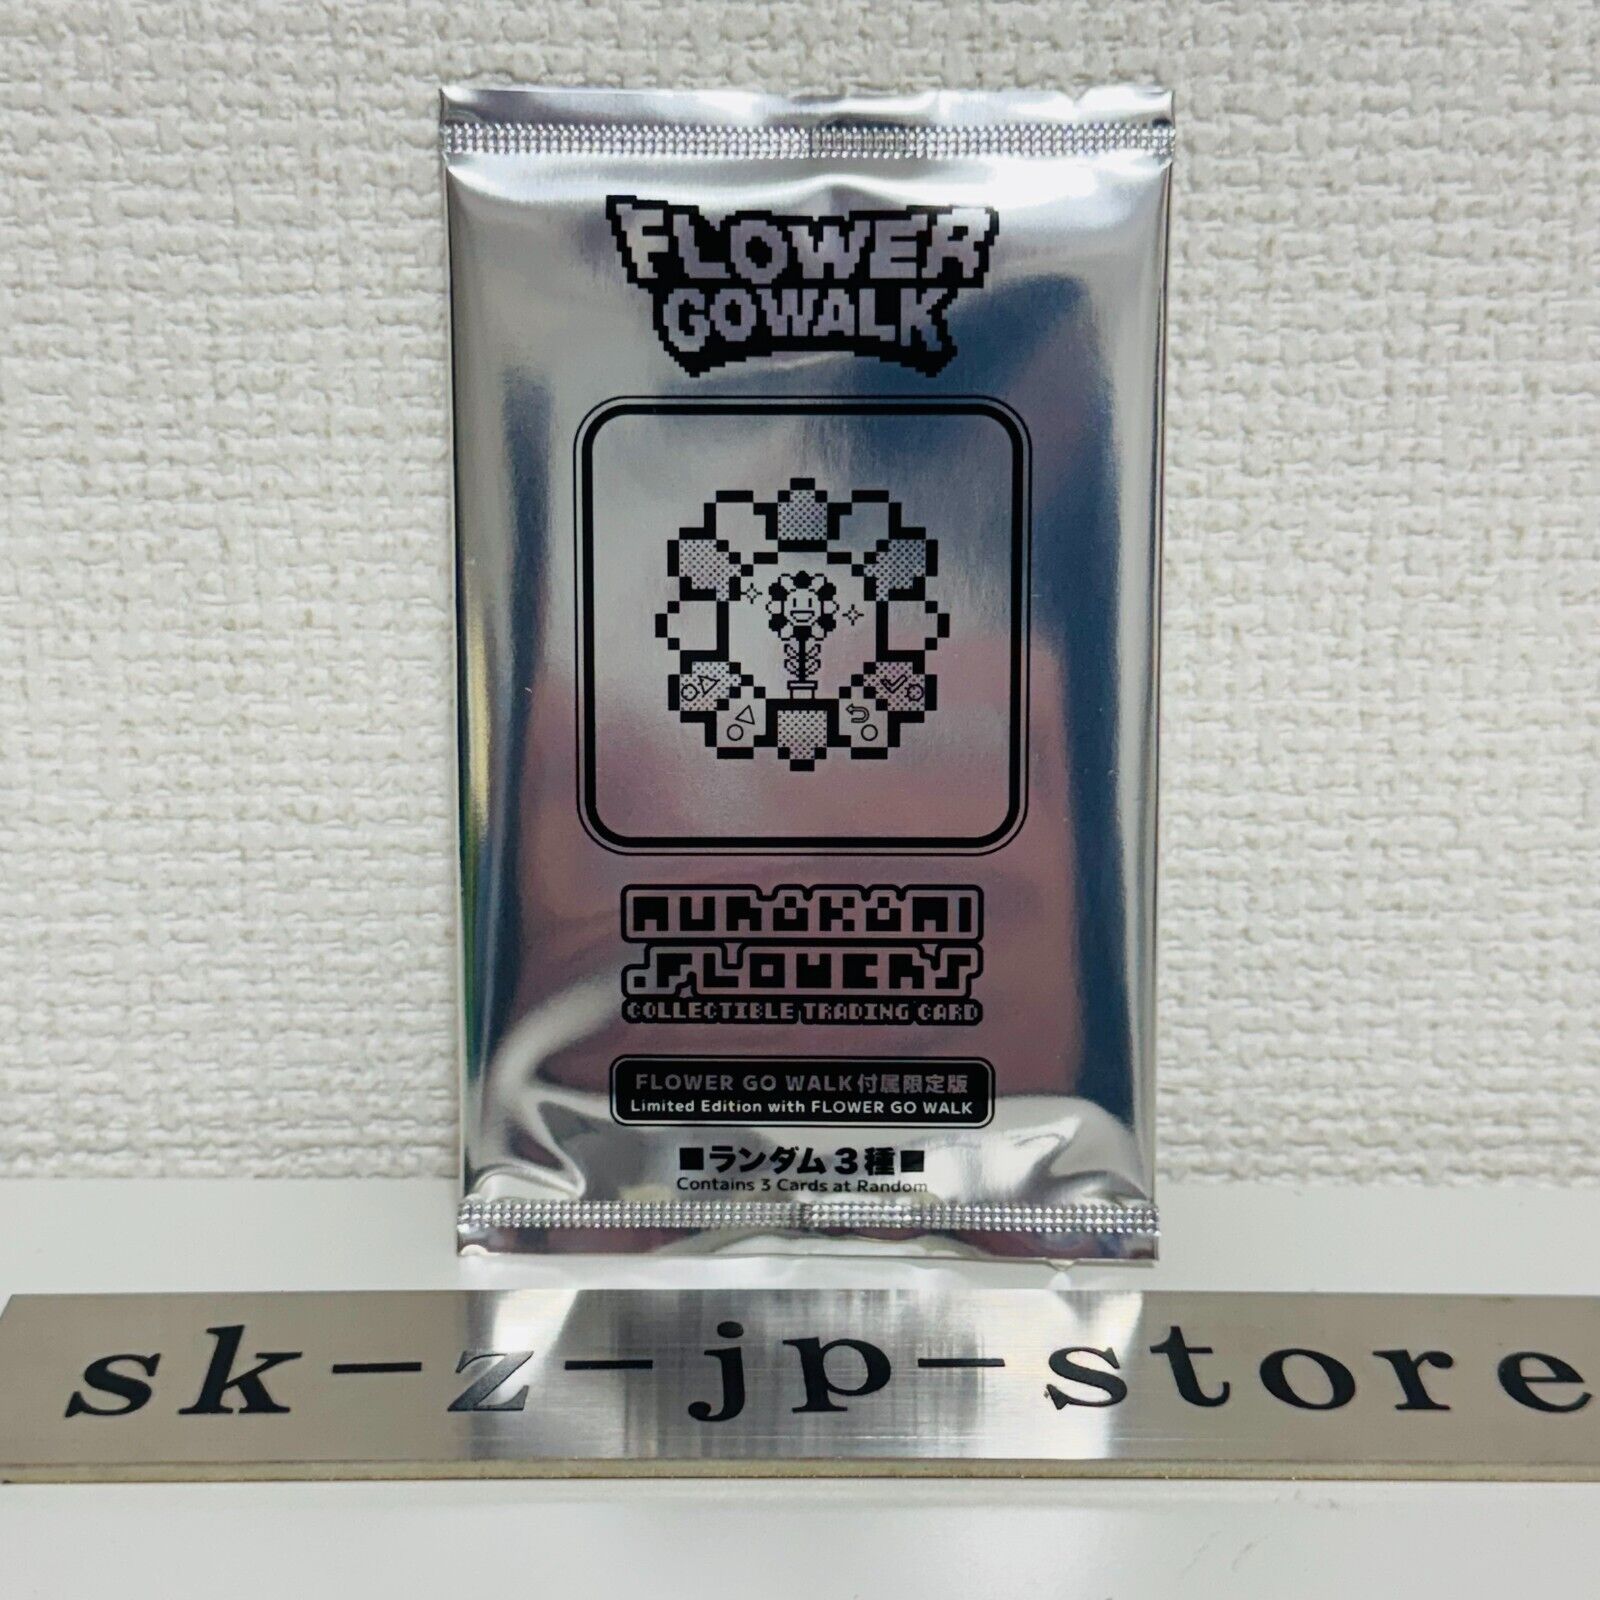 FLOWER
GOWALK
MURAKAMI
.FLOWERS
COLLECTIBLE TRADING CARD
FLOWER GO WALK付属限定版
Limited Edition with FLOWER GO WALK
■ランダム3種■
Contains 3 Cards at Random
sk-z-jp-store